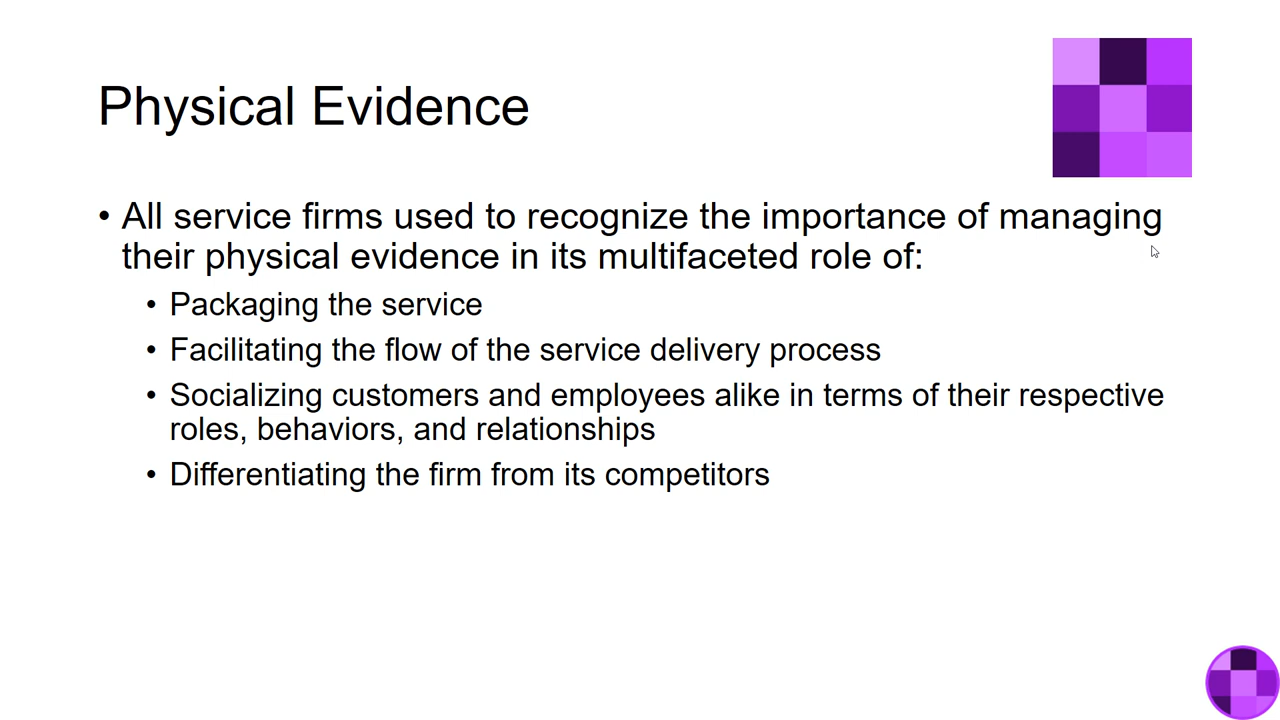 Physical Evidence
• All service firms used to recognize the importance of managing
their physical evidence in its multifaceted role of:
• Packaging the service
• Facilitating the flow of the service delivery process
• Socializing customers and employees alike in terms of their respective
roles, behaviors, and relationships
• Differentiating the firm from its competitors